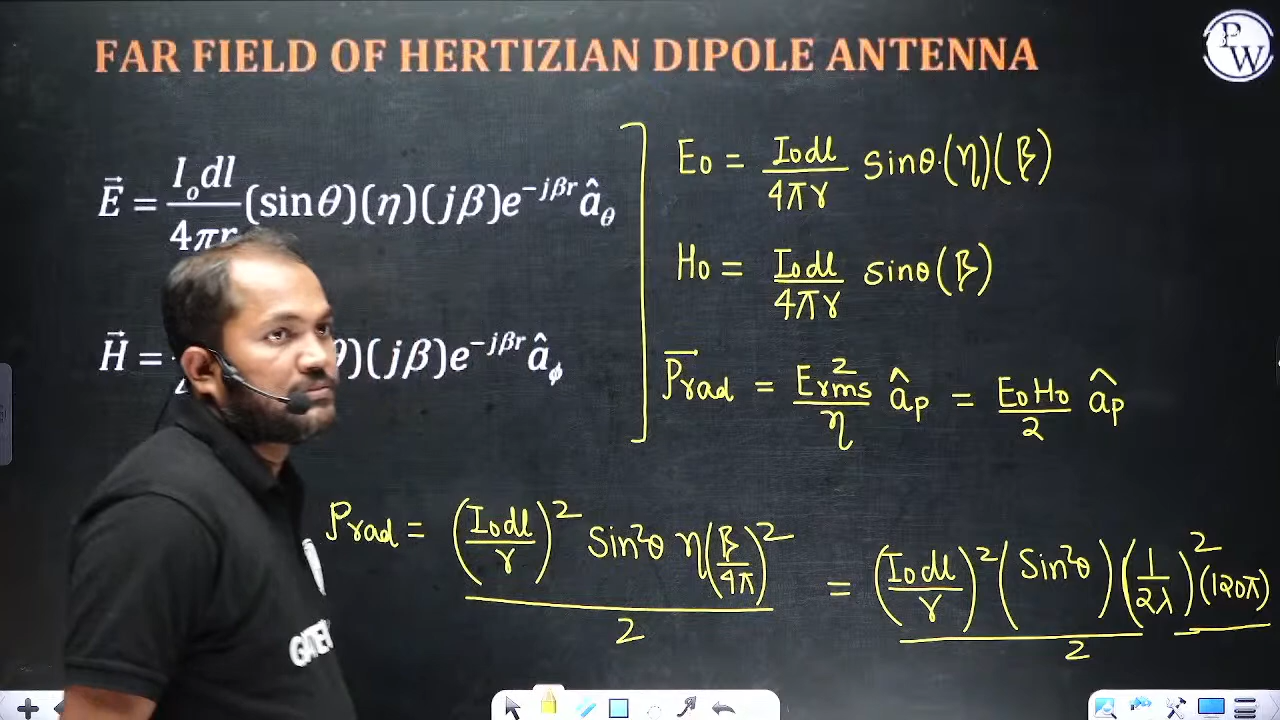 FAR FIELD OF HERTIZIAN DIPOLE ANTENNA
PW
E⃗ = I₀dl/4πr (sinθ)(η)(jβ)e^{-jβr} â_θ
H⃗ = θ)(jβ)e^{-jβr} â_ϕ
E₀ = I₀dl/4πr sinθ·(η)(β)
H₀ = I₀dl/4πr sinθ(β)
P⃗rad = Erms²/η â_p = E₀H₀/2 â_p
Prad = (I₀dl/r)² Sin²θ η(β/4π)² / 2 = (I₀dl/r)² (Sin²θ)(1/2λ)² (120π) / 2